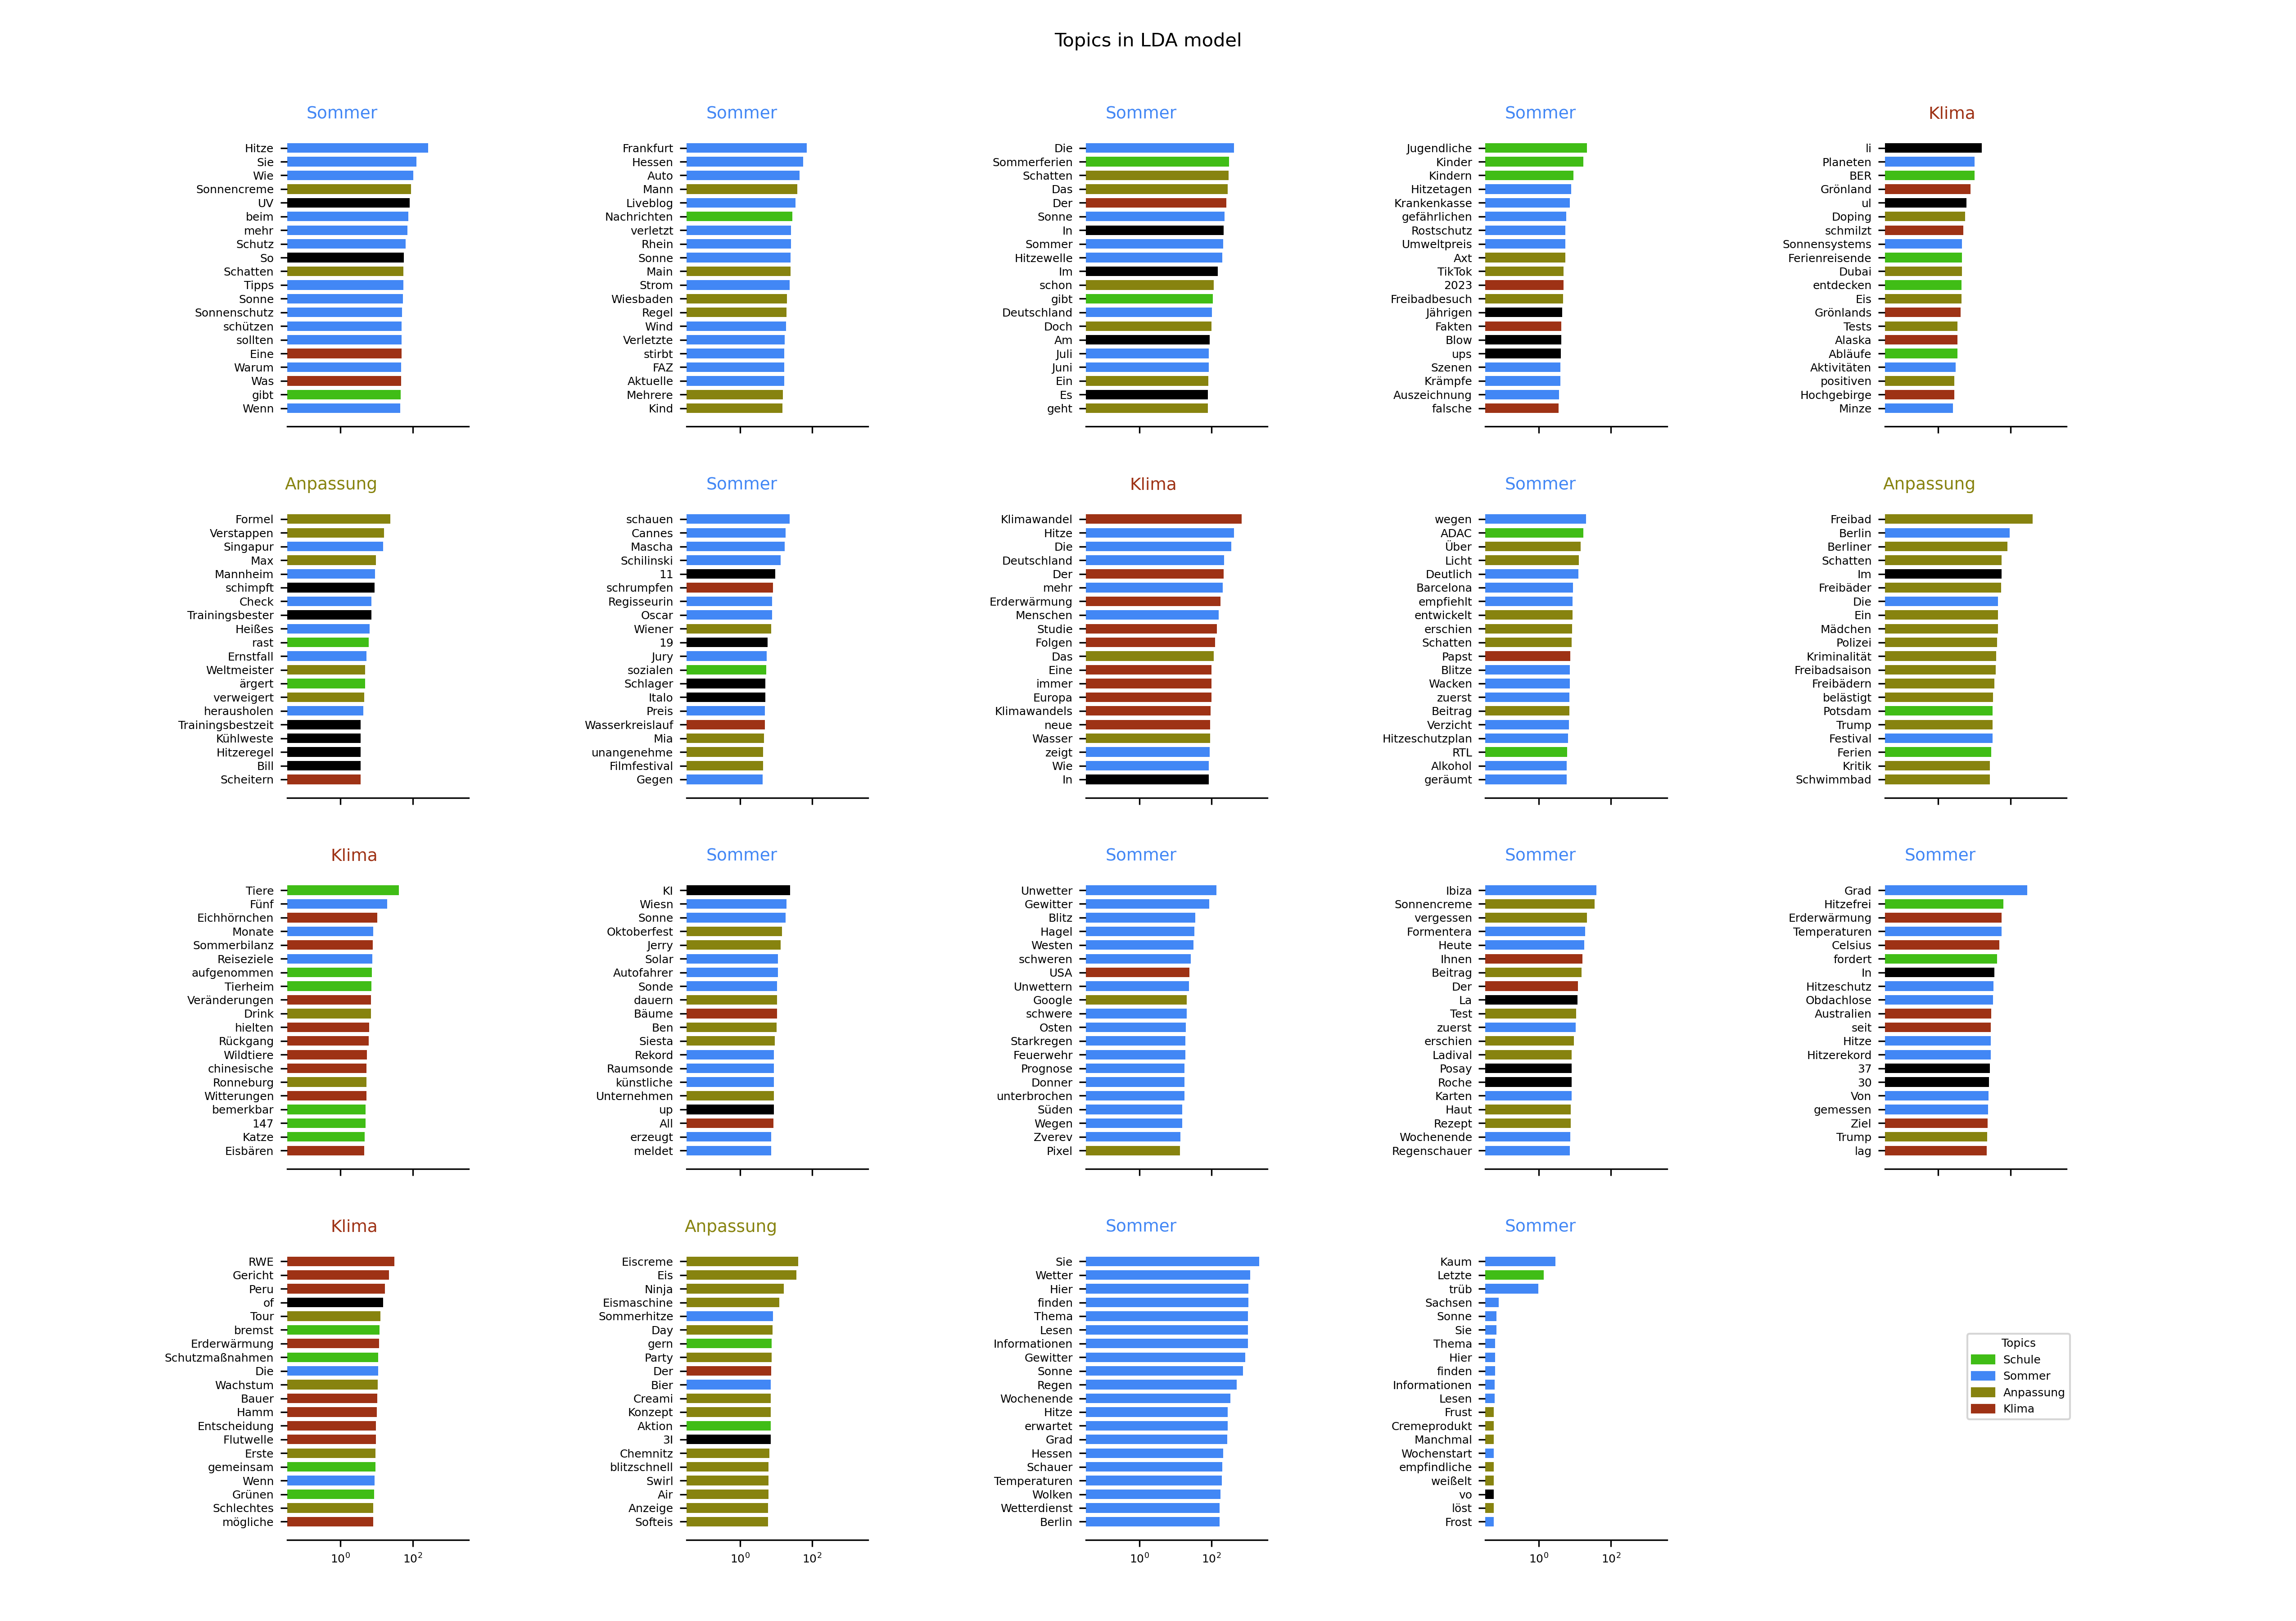 Topics in LDA model
Sommer
Hitze
Sie
Wie
Sonnencreme
UV
beim
mehr
Schutz
So
Schatten
Tipps
Sonne
Sonnenschutz
schützen
sollten
Eine
Warum
Was
gibt
Wenn
Sommer
Frankfurt
Hessen
Auto
Mann
Liveblog
Nachrichten
verletzt
Rhein
Sonne
Main
Strom
Wiesbaden
Regel
Wind
Verletzte
stirbt
FAZ
Aktuelle
Mehrere
Kind
Sommer
Die
Sommerferien
Schatten
Das
Der
Sonne
In
Sommer
Hitzewelle
Im
schon
gibt
Deutschland
Doch
Am
Juli
Juni
Ein
Es
geht
Sommer
Jugendliche
Kinder
Kindern
Hitzetagen
Krankenkasse
gefährlichen
Rostschutz
Umweltpreis
Axt
TikTok
2023
Freibadbesuch
Jährigen
Fakten
Blow
ups
Szenen
Krämpfe
Auszeichnung
falsche
Klima
li
Planeten
BER
Grönland
ul
Doping
schmilzt
Sonnensystems
Ferienreisende
Dubai
entdecken
Eis
Grönlands
Tests
Alaska
Abläufe
Aktivitäten
positiven
Hochgebirge
Minze
Anpassung
Formel
Verstappen
Singapur
Max
Mannheim
schimpft
Check
Trainingsbester
Heißes
rast
Ernstfall
Weltmeister
ärgert
verweigert
herausholen
Trainingsbestzeit
Kühlweste
Hitzeregel
Bill
Scheitern
Sommer
schauen
Cannes
Mascha
Schilinski
11
schrumpfen
Regisseurin
Oscar
Wiener
19
Jury
sozialen
Schlager
Italo
Preis
Wasserkreislauf
Mia
unangenehme
Filmfestival
Gegen
Klima
Klimawandel
Hitze
Die
Deutschland
Der
mehr
Erderwärmung
Menschen
Studie
Folgen
Das
Eine
immer
Europa
Klimawandels
neue
Wasser
zeigt
Wie
In
Sommer
wegen
ADAC
Über
Licht
Deutlich
Barcelona
empfiehlt
entwickelt
erschien
Schatten
Papst
Blitze
Wacken
zuerst
Beitrag
Verzicht
Hitzeschutzplan
RTL
Alkohol
geräumt
Anpassung
Freibad
Berlin
Berliner
Schatten
Im
Freibäder
Die
Ein
Mädchen
Polizei
Kriminalität
Freibadsaison
Freibädern
belästigt
Potsdam
Trump
Festival
Ferien
Kritik
Schwimmbad
Klima
Tiere
Fünf
Eichhörnchen
Monate
Sommerbilanz
Reiseziele
aufgenommen
Tierheim
Veränderungen
Drink
hielten
Rückgang
Wildtiere
chinesische
Ronneburg
Witterungen
bemerkbar
147
Katze
Eisbären
Sommer
KI
Wiesn
Sonne
Oktoberfest
Jerry
Solar
Autofahrer
Sonde
dauern
Bäume
Ben
Siesta
Rekord
Raumsonde
künstliche
Unternehmen
up
All
erzeugt
meldet
Sommer
Unwetter
Gewitter
Blitz
Hagel
Westen
schweren
USA
Unwettern
Google
schwere
Osten
Starkregen
Feuerwehr
Prognose
Donner
unterbrochen
Süden
Wegen
Zverev
Pixel
Sommer
Ibiza
Sonnencreme
vergessen
Formentera
Heute
Ihnen
Beitrag
Der
La
Test
zuerst
erschien
Ladival
Posay
Roche
Karten
Haut
Rezept
Wochenende
Regenschauer
Sommer
Grad
Hitzefrei
Erderwärmung
Temperaturen
Celsius
fordert
In
Hitzeschutz
Obdachlose
Australien
seit
Hitze
Hitzerekord
37
30
Von
gemessen
Ziel
Trump
lag
Klima
RWE
Gericht
Peru
of
Tour
bremst
Erderwärmung
Schutzmaßnahmen
Die
Wachstum
Bauer
Hamm
Entscheidung
Flutwelle
Erste
gemeinsam
Wenn
Grünen
Schlechtes
mögliche
10⁰ 10²
Anpassung
Eiscreme
Eis
Ninja
Eismaschine
Sommerhitze
Day
gern
Party
Der
Bier
Creami
Konzept
Aktion
3l
Chemnitz
blitzschnell
Swirl
Air
Anzeige
Softeis
10⁰ 10²
Sommer
Sie
Wetter
Hier
finden
Thema
Lesen
Informationen
Gewitter
Sonne
Regen
Wochenende
Hitze
erwartet
Grad
Hessen
Schauer
Temperaturen
Wolken
Wetterdienst
Berlin
10⁰ 10²
Sommer
Kaum
Letzte
trüb
Sachsen
Sonne
Sie
Thema
Hier
finden
Informationen
Lesen
Frust
Cremeprodukt
Manchmal
Wochenstart
empfindliche
weißelt
vo
löst
Frost
10⁰ 10²
Topics
Schule
Sommer
Anpassung
Klima